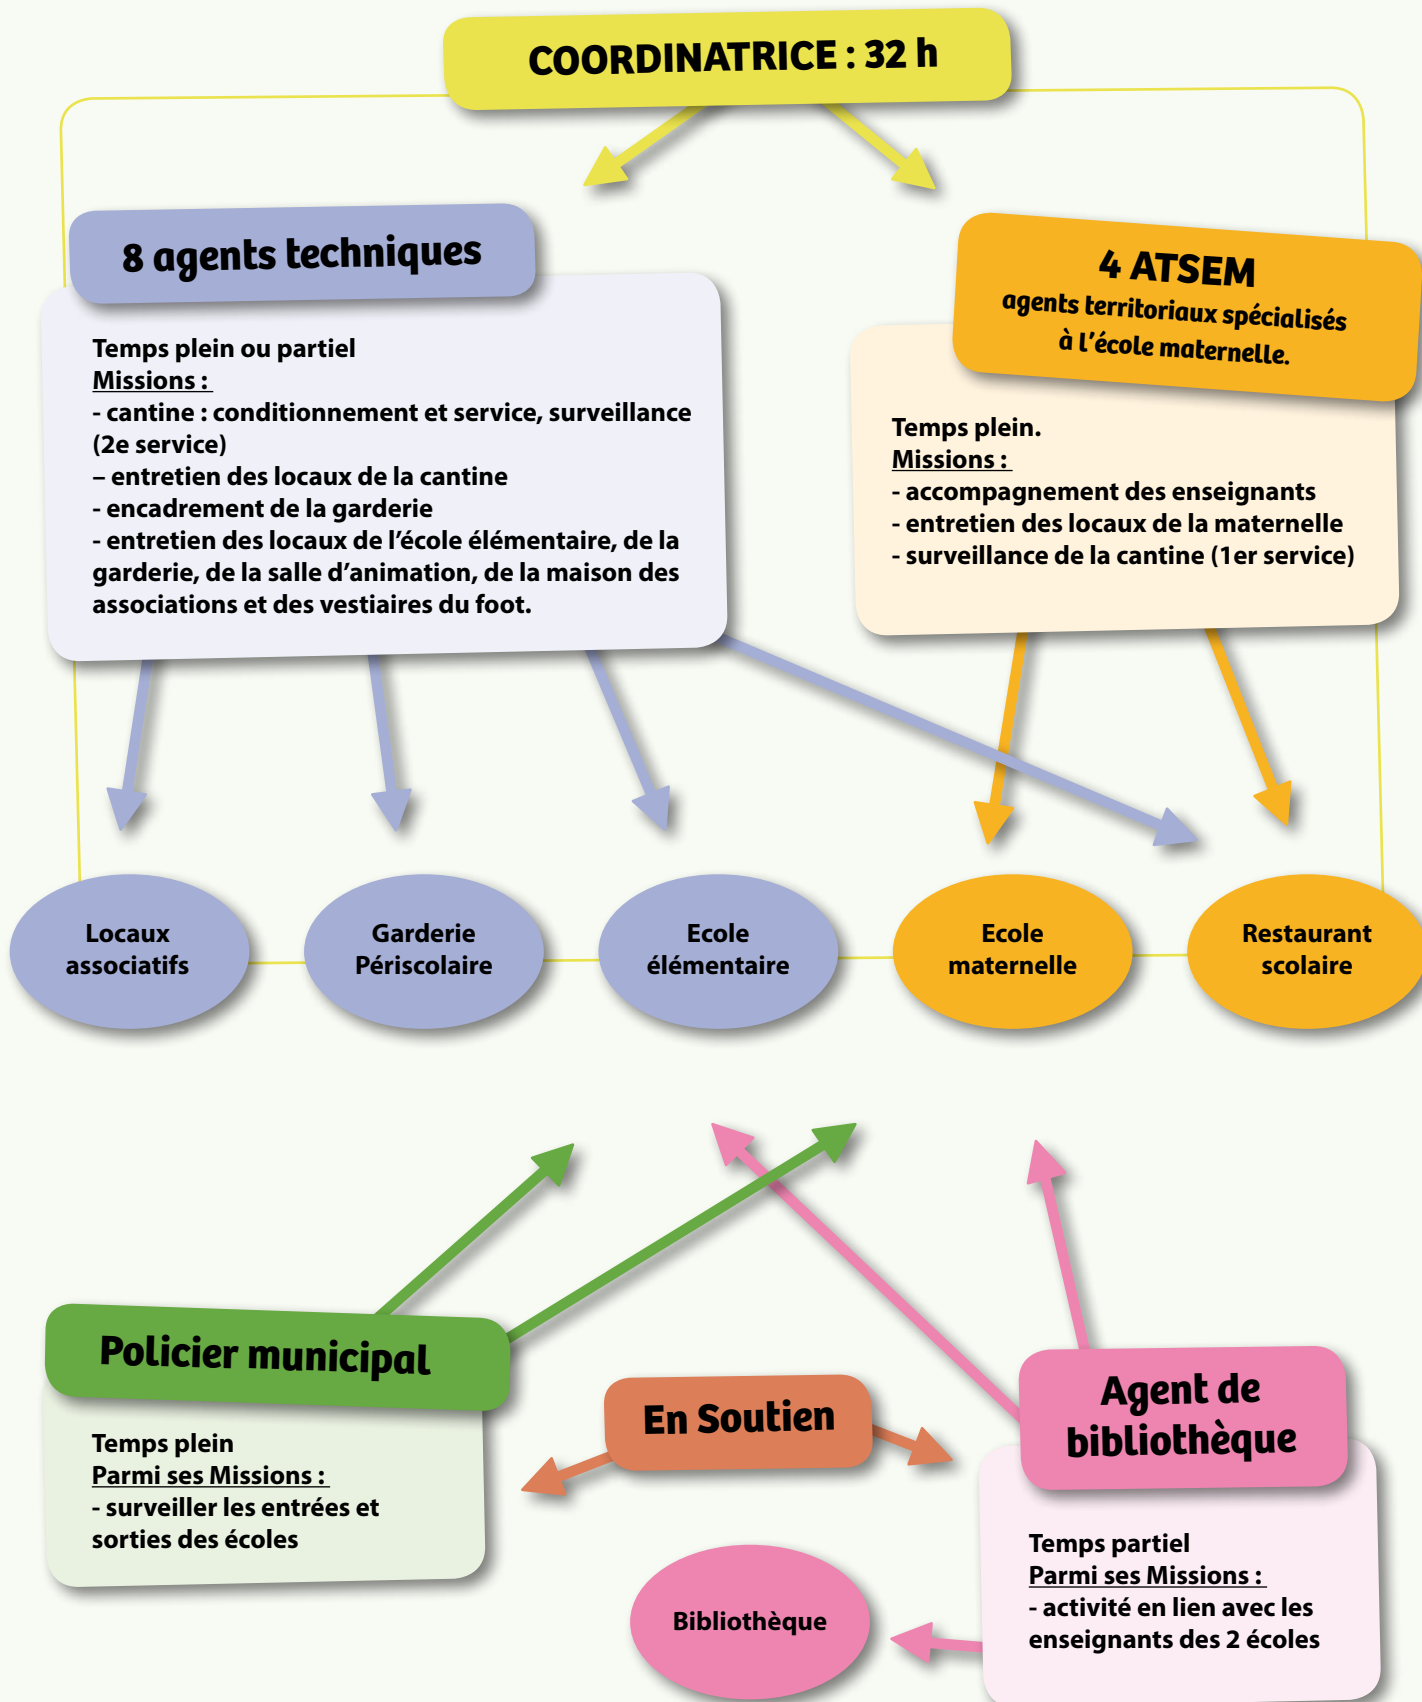 COORDINATRICE : 32 h
8 agents techniques
Temps plein ou partiel
Missions :
- cantine : conditionnement et service, surveillance
(2e service)
– entretien des locaux de la cantine
- encadrement de la garderie
- entretien des locaux de l’école élémentaire, de la
garderie, de la salle d’animation, de la maison des
associations et des vestiaires du foot.
4 ATSEM
agents territoriaux spécialisés
à l’école maternelle.
Temps plein.
Missions :
- accompagnement des enseignants
- entretien des locaux de la maternelle
- surveillance de la cantine (1er service)
Locaux
associatifs
Garderie
Périscolaire
Ecole
élémentaire
Ecole
maternelle
Restaurant
scolaire
Policier municipal
Temps plein
Parmi ses Missions :
- surveiller les entrées et
sorties des écoles
En Soutien
Agent de
bibliothèque
Temps partiel
Parmi ses Missions :
- activité en lien avec les
enseignants des 2 écoles
Bibliothèque